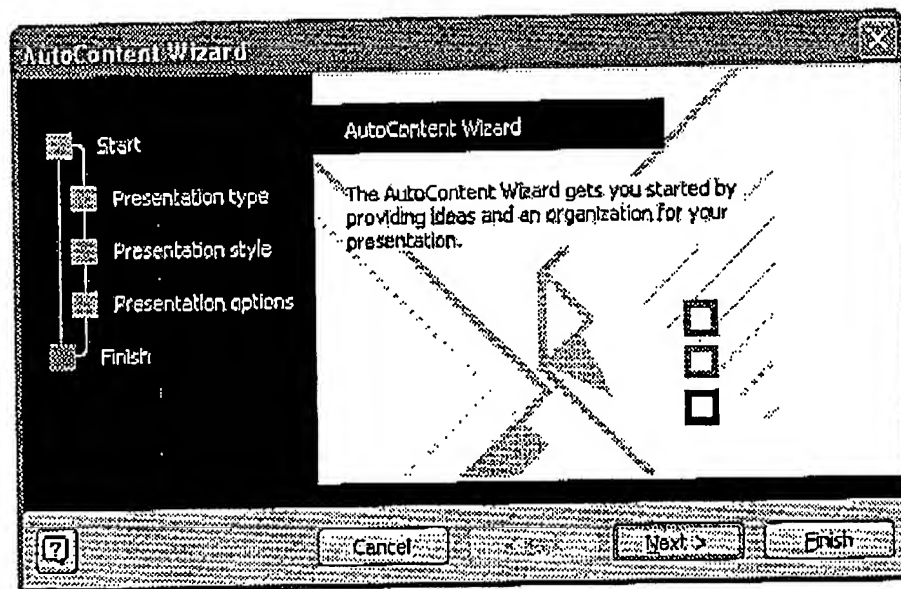 AutoContent Wizard
Start
Presentation type
Presentation style
Presentation options
Finish
AutoContent Wizard
The AutoContent Wizard gets you started by
providing ideas and an organization for your
presentation.
?
Cancel
Next >
Finish